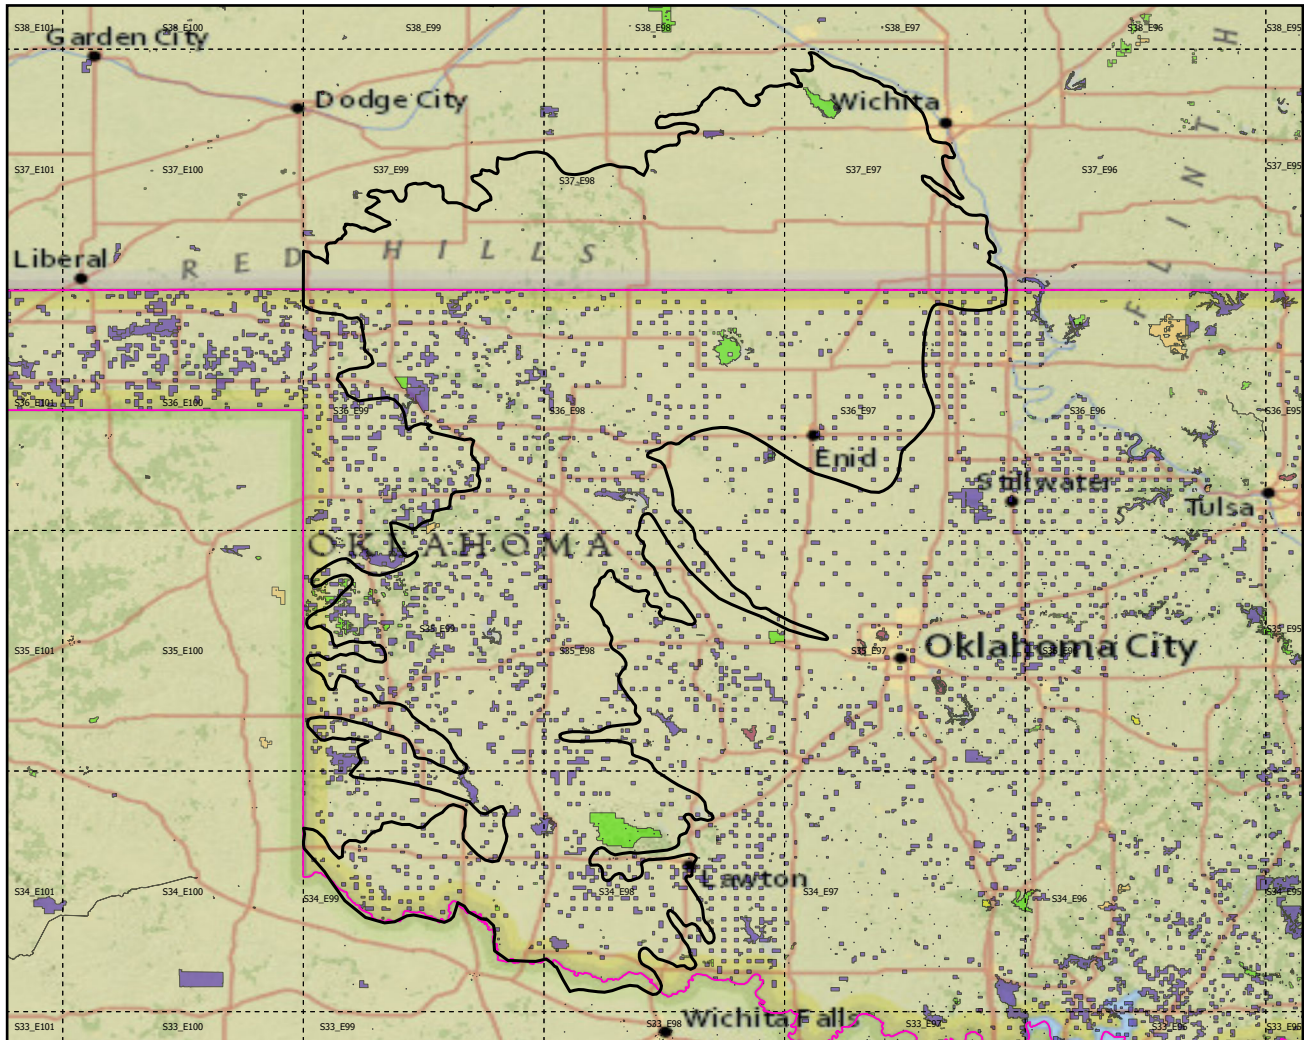 S38_E101 S38_E100 S38_E99 S38_E98 S38_E97 S38_E96 S38_E95
Garden City
Dodge City
Wichita
S37_E101 S37_E100 S37_E99 S37_E98 S37_E97 S37_E96 S37_E95
FLINT H
RED HILLS
Liberal
S36_E101 S36_E100 S36_E99 S36_E98 S36_E97 S36_E96 S36_E95
Enid
Stillwater
Tulsa
OKLAHOMA
S35_E101 S35_E100 S35_E99 S35_E98 S35_E97 S35_E96 S35_E95
Oklahoma City
Lawton
S34_E101 S34_E100 S34_E99 S34_E98 S34_E97 S34_E96 S34_E95
Wichita Falls
S33_E101 S33_E100 S33_E99 S33_E98 S33_E97 S33_E96 S33_E95